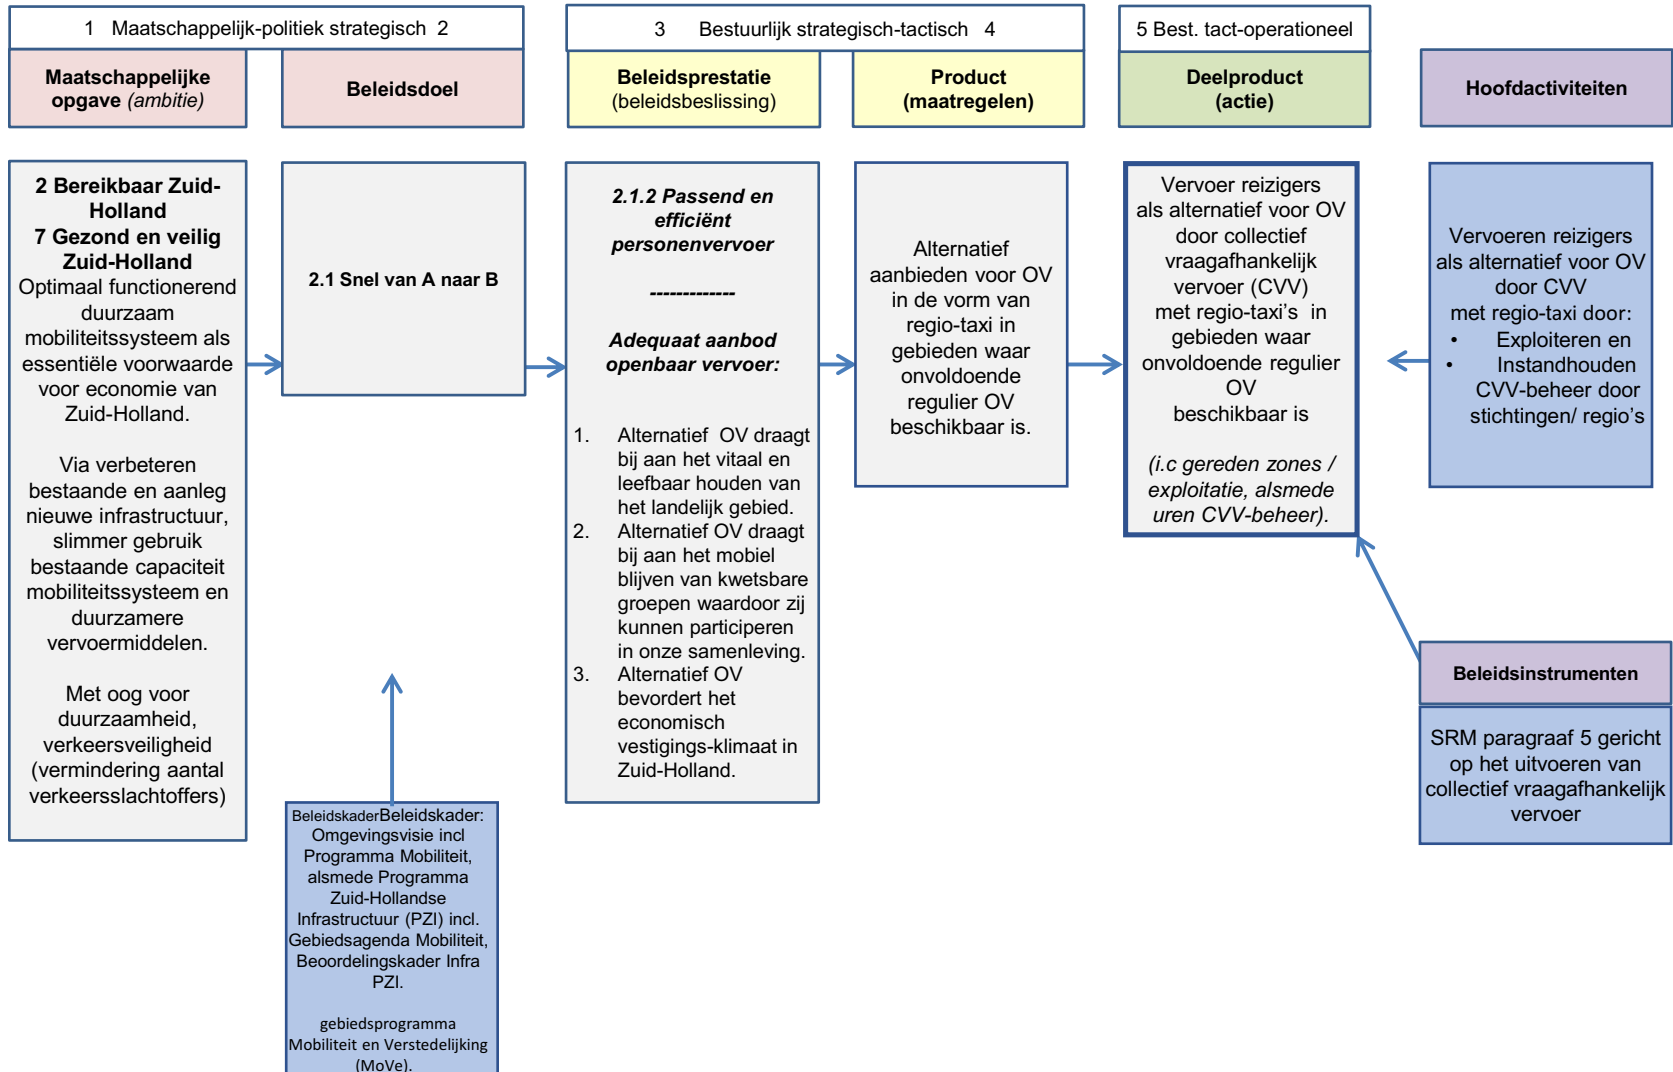 1 Maatschappelijk-politiek strategisch 2
3 Bestuurlijk strategisch-tactisch 4
5 Best. tact-operationeel
Maatschappelijke
opgave (ambitie)
Beleidsdoel
Beleidsprestatie
(beleidsbeslissing)
Product
(maatregelen)
Deelproduct
(actie)
Hoofdactiviteiten
2 Bereikbaar Zuid-
Holland
7 Gezond en veilig
Zuid-Holland
Optimaal functionerend
duurzaam
mobiliteitssysteem als
essentiële voorwaarde
voor economie van
Zuid-Holland.
Via verbeteren
bestaande en aanleg
nieuwe infrastructuur,
slimmer gebruik
bestaande capaciteit
mobiliteitssysteem en
duurzamere
vervoermiddelen.
Met oog voor
duurzaamheid,
verkeersveiligheid
(vermindering aantal
verkeersslachtoffers)
2.1 Snel van A naar B
BeleidskaderBeleidskader:
Omgevingsvisie incl
Programma Mobiliteit,
alsmede Programma
Zuid-Hollandse
Infrastructuur (PZI) incl.
Gebiedsagenda Mobiliteit,
Beoordelingskader Infra
PZI.
gebiedsprogramma
Mobiliteit en Verstedelijking
(MoVe).
2.1.2 Passend en
efficiënt
personenvervoer
-------------
Adequaat aanbod
openbaar vervoer:
1. Alternatief OV draagt
bij aan het vitaal en
leefbaar houden van
het landelijk gebied.
2. Alternatief OV draagt
bij aan het mobiel
blijven van kwetsbare
groepen waardoor zij
kunnen participeren
in onze samenleving.
3. Alternatief OV
bevordert het
economisch
vestigings-klimaat in
Zuid-Holland.
Alternatief
aanbieden voor OV
in de vorm van
regio-taxi in
gebieden waar
onvoldoende
regulier OV
beschikbaar is.
Vervoer reizigers
als alternatief voor OV
door collectief
vraagafhankelijk
vervoer (CVV)
met regio-taxi’s in
gebieden waar
onvoldoende regulier
OV
beschikbaar is
(i.c gereden zones /
exploitatie, alsmede
uren CVV-beheer).
Vervoeren reizigers
als alternatief voor OV
door CVV
met regio-taxi door:
• Exploiteren en
• Instandhouden
CVV-beheer door
stichtingen/ regio’s
Beleidsinstrumenten
SRM paragraaf 5 gericht
op het uitvoeren van
collectief vraagafhankelijk
vervoer